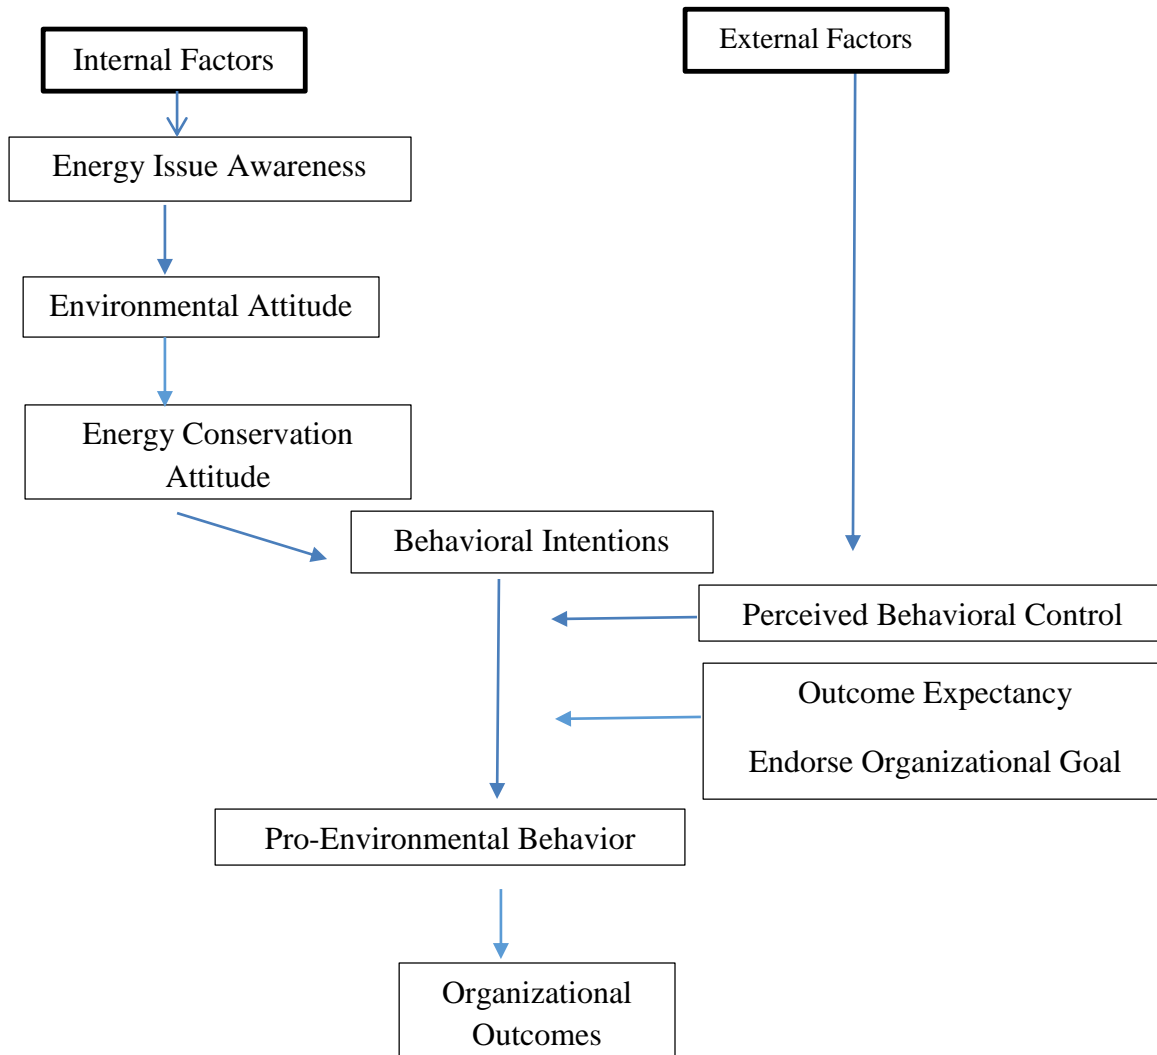 Internal Factors
External Factors
Energy Issue Awareness
Environmental Attitude
Energy Conservation
Attitude
Behavioral Intentions
Perceived Behavioral Control
Outcome Expectancy
Endorse Organizational Goal
Pro-Environmental Behavior
Organizational
Outcomes